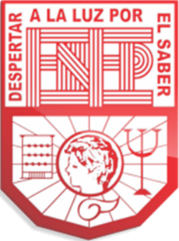 DESPERTAR
A LA LUZ POR
EL SABER
ENP